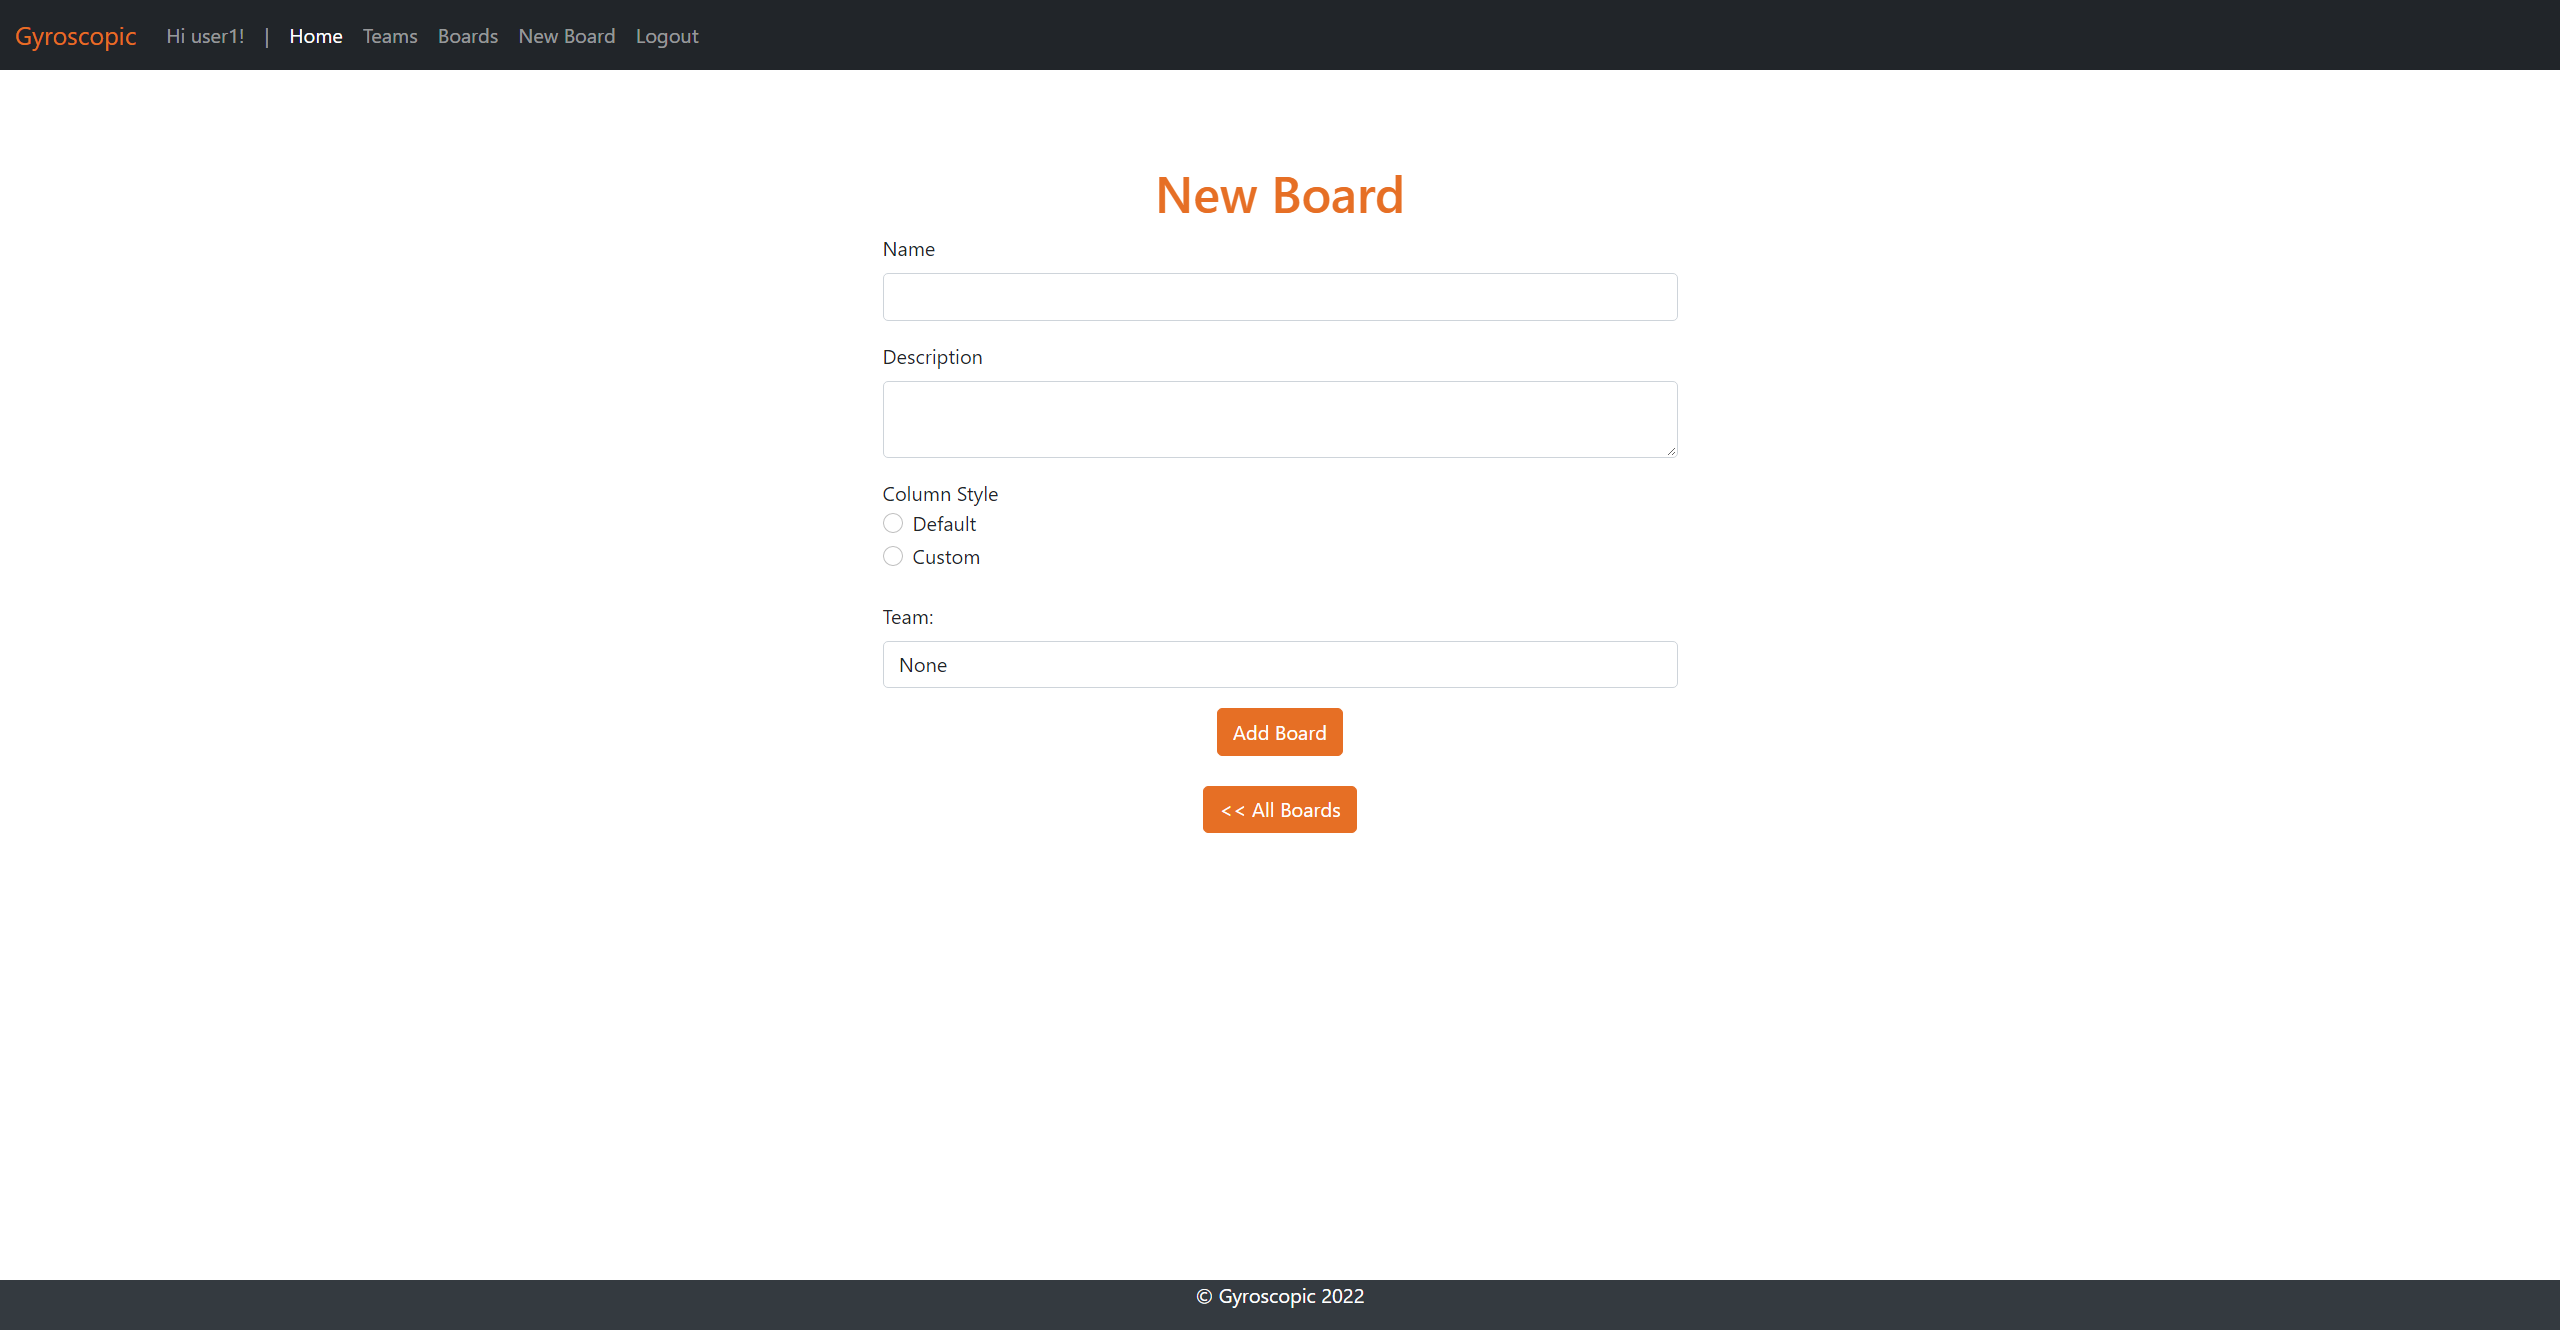 Gyroscopic Hi user1! | Home Teams Boards New Board Logout
New Board
Name
Description
Column Style
Default
Custom
Team:
None
Add Board
<< All Boards
© Gyroscopic 2022